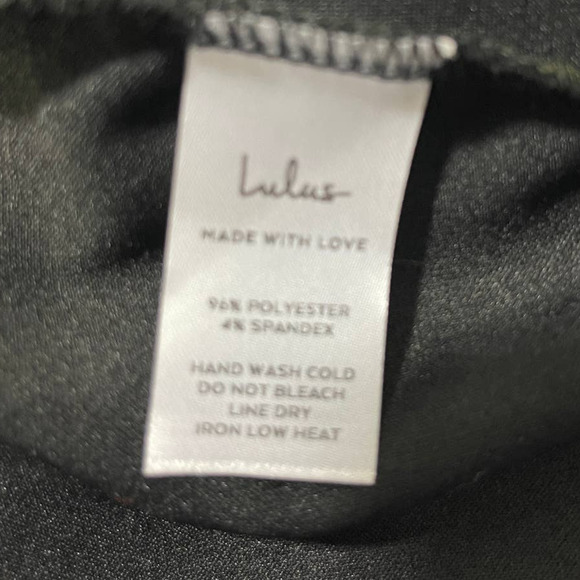 Lulus
MADE WITH LOVE
96% POLYESTER
4% SPANDEX
HAND WASH COLD
DO NOT BLEACH
LINE DRY
IRON LOW HEAT